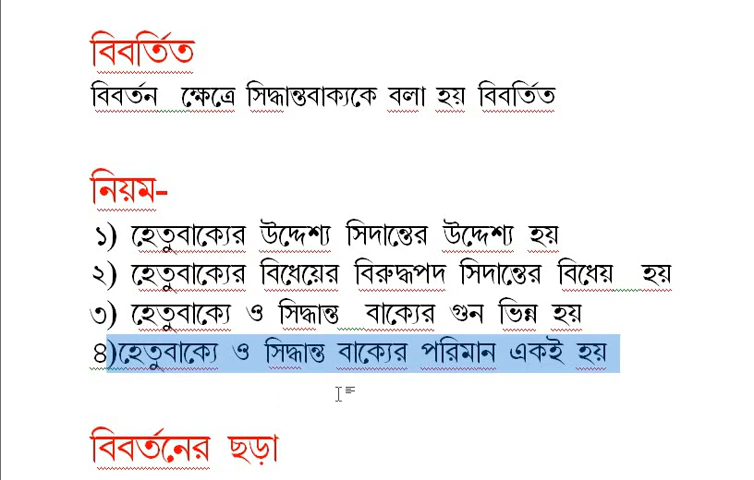 বিবর্তিত
বিবর্তন ক্ষেত্রে সিদ্ধান্তবাক্যকে বলা হয় বিবর্তিত
নিয়ম-
১) হেতুবাক্যের উদ্দেশ্য সিদান্তের উদ্দেশ্য হয়
২) হেতুবাক্যের বিধেয়ের বিরুদ্ধপদ সিদান্তের বিধেয় হয়
৩) হেতুবাক্যে ও সিদ্ধান্ত বাক্যের গুন ভিন্ন হয়
৪)হেতুবাক্যে ও সিদ্ধান্ত বাক্যের পরিমান একই হয়
বিবর্তনের ছড়া